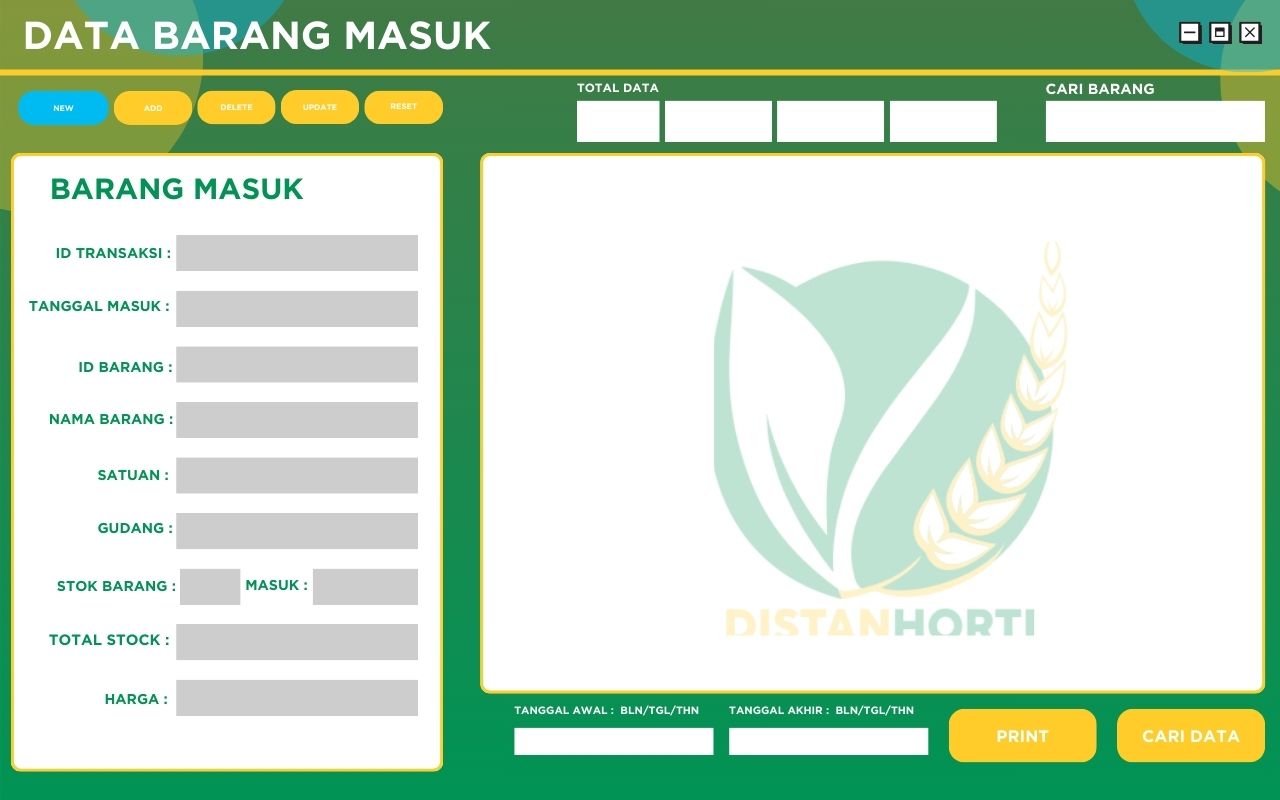 DATA BARANG MASUK
NEW
ADD
DELETE
UPDATE
RESET
TOTAL DATA
CARI BARANG
BARANG MASUK
ID TRANSAKSI :
TANGGAL MASUK :
ID BARANG :
NAMA BARANG :
SATUAN :
GUDANG :
STOK BARANG : MASUK :
TOTAL STOCK :
HARGA :
DISTANHORTI
TANGGAL AWAL : BLN/TGL/THN
TANGGAL AKHIR : BLN/TGL/THN
PRINT
CARI DATA